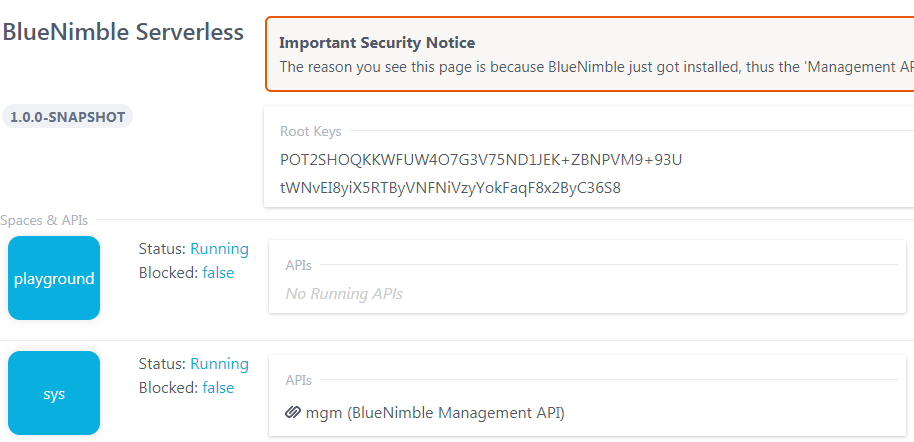 BlueNimble Serverless
Important Security Notice
The reason you see this page is because BlueNimble just got installed, thus the 'Management AP
1.0.0-SNAPSHOT
Root Keys
POT2SHOQKKWFUW4O7G3V75ND1JEK+ZBNPVM9+93U
tWNvEI8yiX5RTByVNFNiVzyYokFaqF8x2ByC36S8
Spaces & APIs
playground
Status: Running
Blocked: false
APIs
No Running APIs
sys
Status: Running
Blocked: false
APIs
mgm (BlueNimble Management API)